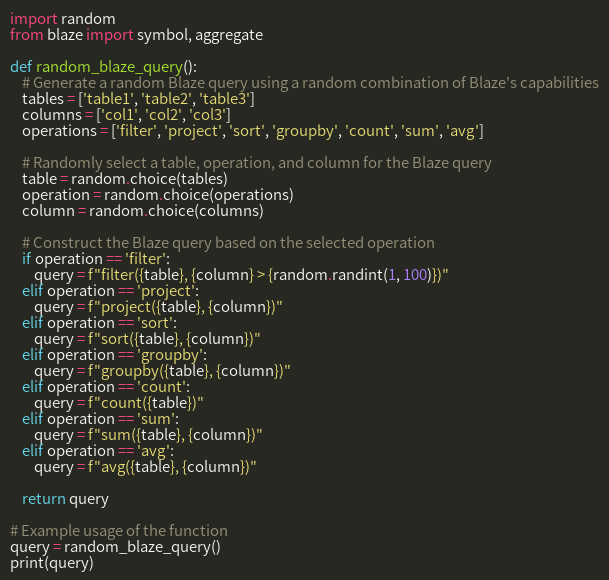 import random
from blaze import symbol, aggregate

def random_blaze_query():
    # Generate a random Blaze query using a random combination of Blaze's capabilities
    tables = ['table1', 'table2', 'table3']
    columns = ['col1', 'col2', 'col3']
    operations = ['filter', 'project', 'sort', 'groupby', 'count', 'sum', 'avg']

    # Randomly select a table, operation, and column for the Blaze query
    table = random.choice(tables)
    operation = random.choice(operations)
    column = random.choice(columns)

    # Construct the Blaze query based on the selected operation
    if operation == 'filter':
        query = f"filter({table}, {column} > {random.randint(1, 100)})"
    elif operation == 'project':
        query = f"project({table}, {column})"
    elif operation == 'sort':
        query = f"sort({table}, {column})"
    elif operation == 'groupby':
        query = f"groupby({table}, {column})"
    elif operation == 'count':
        query = f"count({table})"
    elif operation == 'sum':
        query = f"sum({table}, {column})"
    elif operation == 'avg':
        query = f"avg({table}, {column})"

    return query

# Example usage of the function
query = random_blaze_query()
print(query)